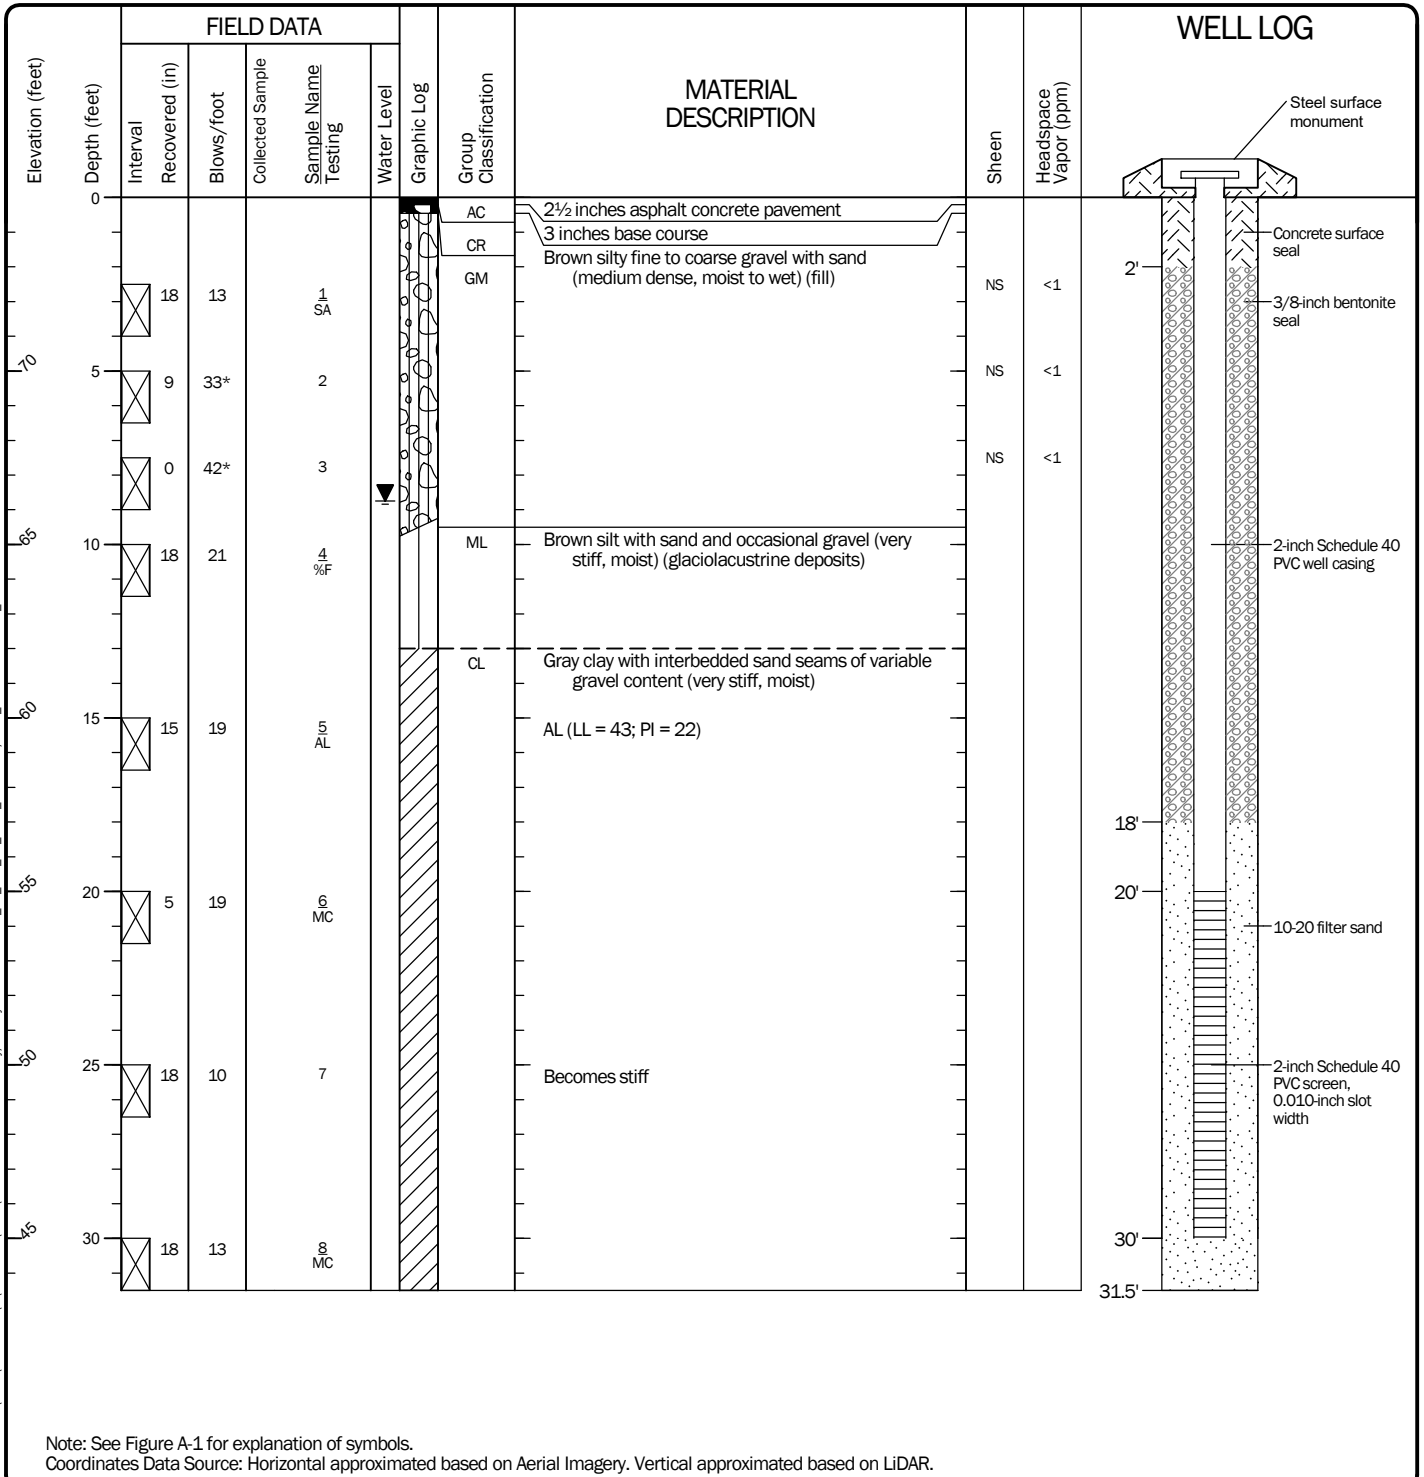 FIELD DATA
WELL LOG
Elevation (feet)
Depth (feet)
Interval
Recovered (in)
Blows/foot
Collected Sample
Sample Name
Testing
Water Level
Graphic Log
Group
Classification
MATERIAL
DESCRIPTION
Sheen
Headspace
Vapor (ppm)
Steel surface
monument
0
AC
2½ inches asphalt concrete pavement
CR
3 inches base course
Concrete surface
seal
GM
Brown silty fine to coarse gravel with sand
(medium dense, moist to wet) (fill)
2'
18 13 1 NS <1
SA
3/8-inch bentonite
seal
70
5
9 33* 2 NS <1
0 42* 3 NS <1
65
10
ML
Brown silt with sand and occasional gravel (very
stiff, moist) (glaciolacustrine deposits)
18 21 4
%F
2-inch Schedule 40
PVC well casing
CL
Gray clay with interbedded sand seams of variable
gravel content (very stiff, moist)
60
15
15 19 5
AL
AL (LL = 43; PI = 22)
18'
55
20
20'
5 19 6
MC
10-20 filter sand
50
25
18 10 7
Becomes stiff
2-inch Schedule 40
PVC screen,
0.010-inch slot
width
45
30
30'
18 13 8
MC
31.5'
Note: See Figure A-1 for explanation of symbols.
Coordinates Data Source: Horizontal approximated based on Aerial Imagery. Vertical approximated based on LiDAR.